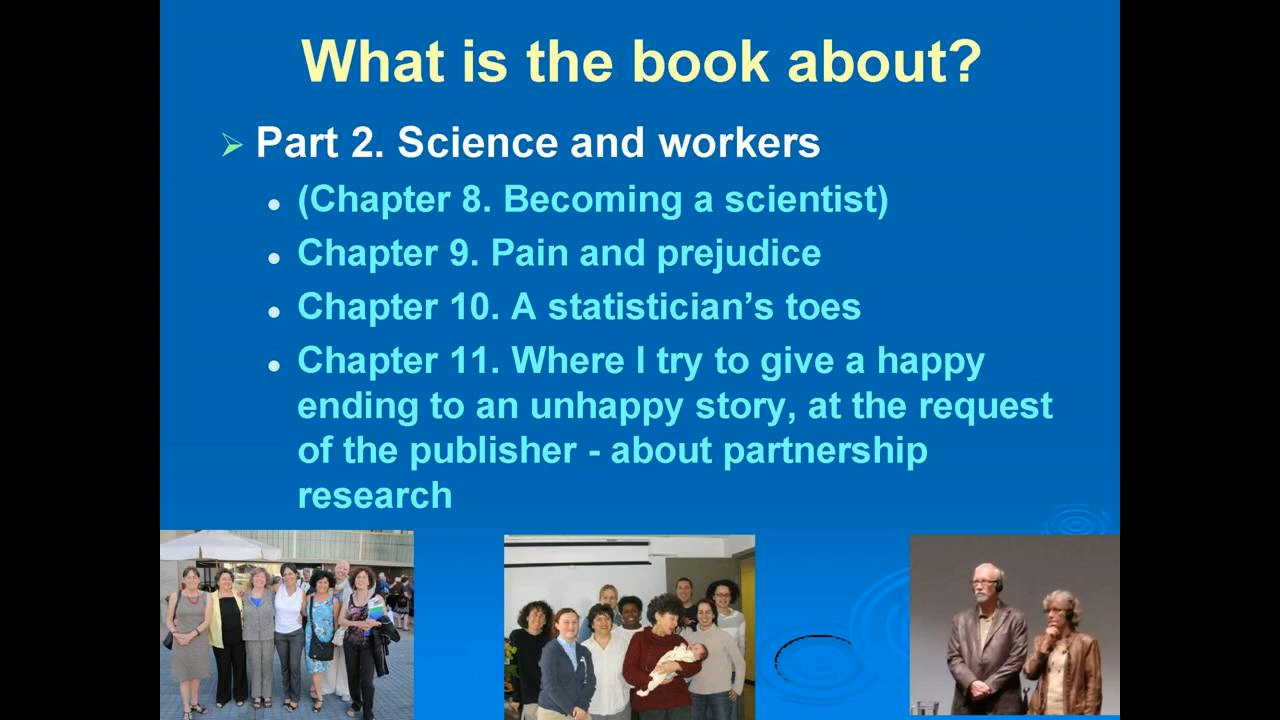 What is the book about?
Part 2. Science and workers
(Chapter 8. Becoming a scientist)
Chapter 9. Pain and prejudice
Chapter 10. A statistician's toes
Chapter 11. Where I try to give a happy
ending to an unhappy story, at the request
of the publisher - about partnership
research